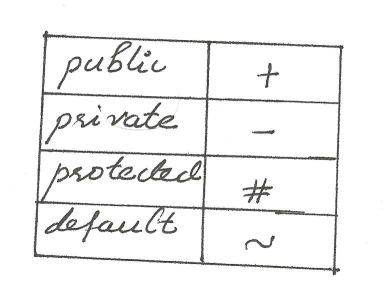 public +
private -
protected #
default ~